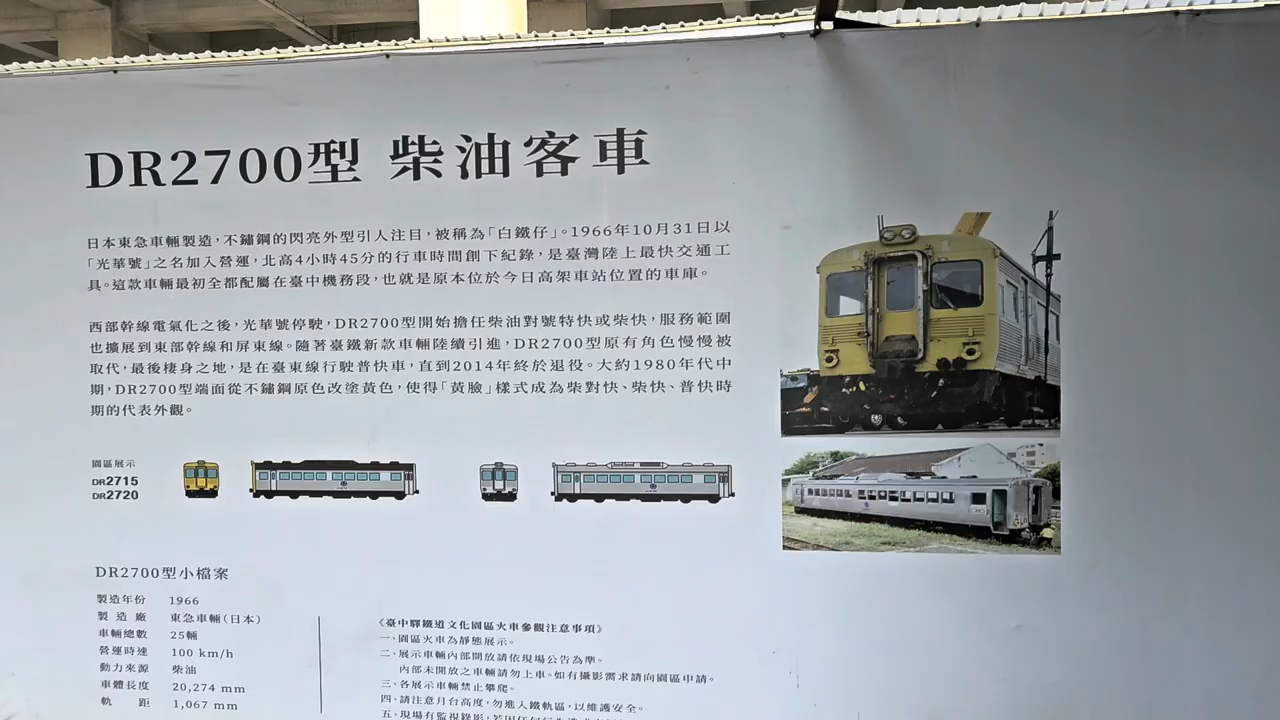 DR2700型 柴油客車
日本東急車輛製造，不鏽鋼的閃亮外型引人注目，被稱為「白鐵仔」。1966年10月31日以
「光華號」之名加入營運，北高4小時45分的行車時間創下紀錄，是臺灣陸上最快交通工
具。這款車輛最初全都配屬在臺中機務段，也就是原本位於今日高架車站位置的車庫。
西部幹線電氣化之後，光華號停駛，DR2700型開始擔任柴油對號特快或柴快，服務範圍
也擴展到東部幹線和屏東線。隨著臺鐵新款車輛陸續引進，DR2700型原有角色慢慢被
取代，最後棲身之地，是在臺東線行駛普快車，直到2014年終於退役。大約1980年代中
期，DR2700型端面從不鏽鋼原色改塗黃色，使得「黃臉」樣式成為柴對快、柴快、普快時
期的代表外觀。
園區展示
DR2715
DR2720
DR2700型小檔案
製造年份 1966
製造廠 東急車輛（日本）
車輛總數 25輛
營運時速 100 km/h
動力來源 柴油
車體長度 20,274 mm
軌距 1,067 mm
《臺中驛鐵道文化園區火車參觀注意事項》
一、園區火車為靜態展示。
二、展示車輛內部開放請依現場公告為準。
內部未開放之車輛請勿上車。如有攝影需求請向園區申請。
三、各展示車輛禁止攀爬。
四、請注意月台高度，勿進入鐵軌區，以維護安全。
五、現場有監視錄影，若因任何行為